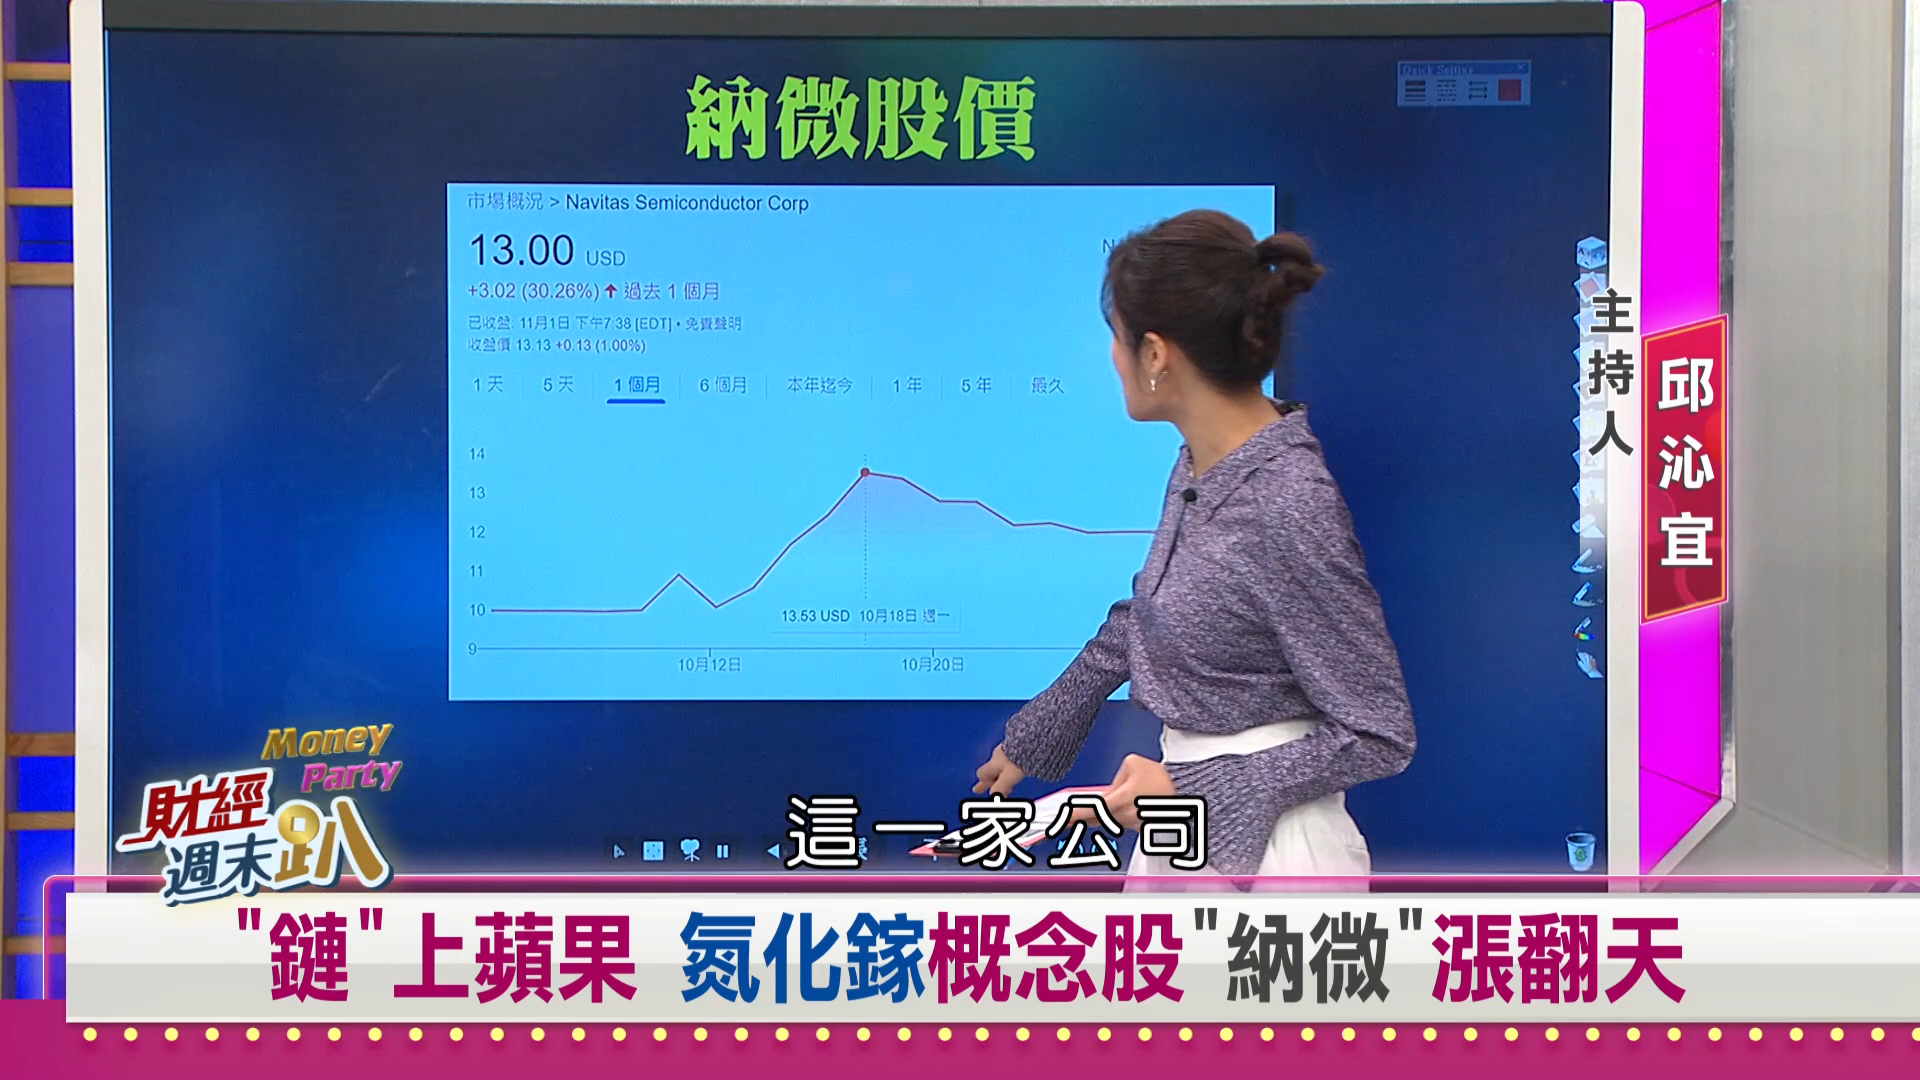 納微股價
Quick Setting
市場概況 > Navitas Semiconductor Corp
13.00 USD
+3.02 (30.26%) 過去 1 個月
已收盤: 11月1日 下午7:38 [EDT] • 免責聲明
收盤價 13.13 +0.13 (1.00%)
1 天 5 天 1 個月 6 個月 本年迄今 1 年 5 年 最久
14
13
12
11
10
9
13.53 USD 10月18日 週一
10月12日 10月20日
主持人
邱沁宜
Money
Party
財經
週末趴
這一家公司
"鏈"上蘋果 氮化鎵概念股"納微"漲翻天